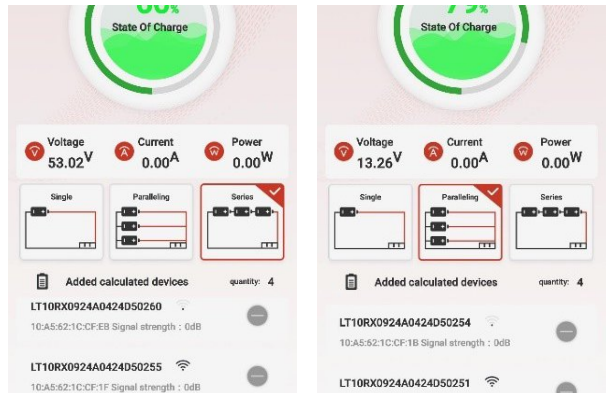 State Of Charge
Voltage Current Power
53.02V 0.00A 0.00W
Single Paralleling Series
Added calculated devices quantity: 4
LT10RX0924A0424D50260
10:A5:62:1C:CF:EB Signal strength : 0dB
LT10RX0924A0424D50255
10:A5:62:1C:CF:1F Signal strength : 0dB
79%
State Of Charge
Voltage Current Power
13.26V 0.00A 0.00W
Single Paralleling Series
Added calculated devices quantity: 4
LT10RX0924A0424D50254
10:A5:62:1C:CF:1B Signal strength : 0dB
LT10RX0924A0424D50251